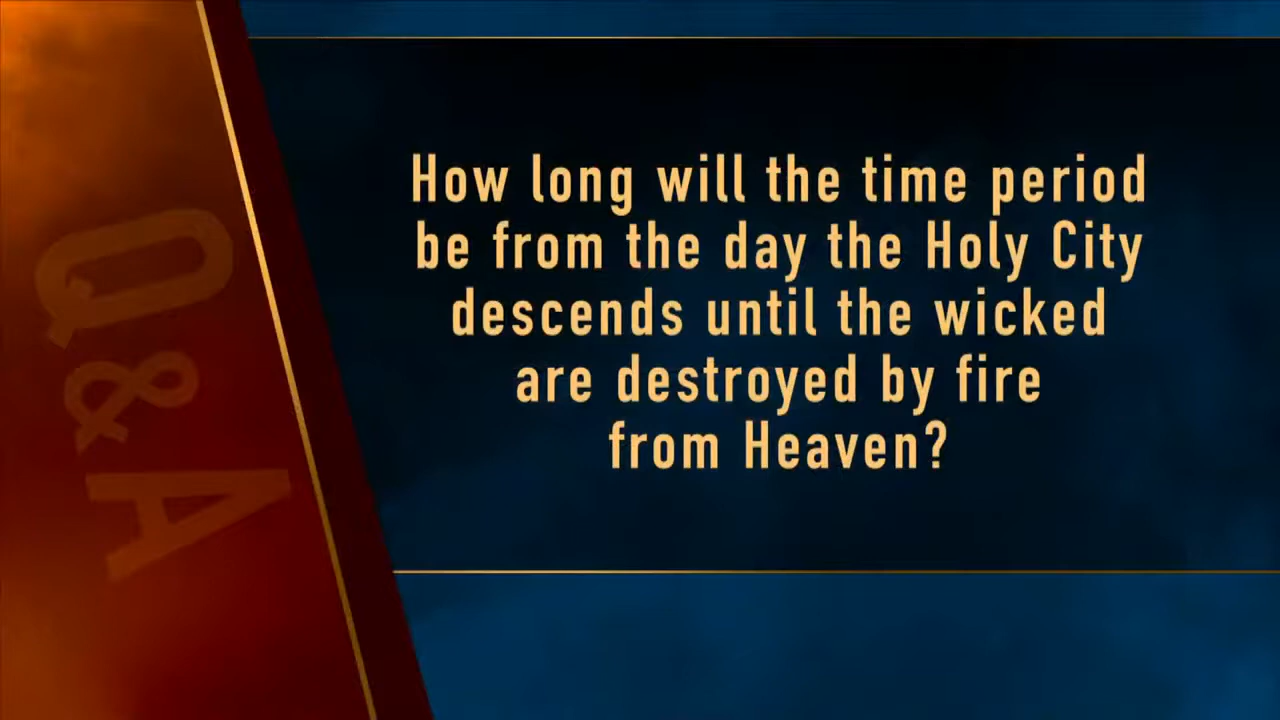 Q&A
How long will the time period
be from the day the Holy City
descends until the wicked
are destroyed by fire
from Heaven?